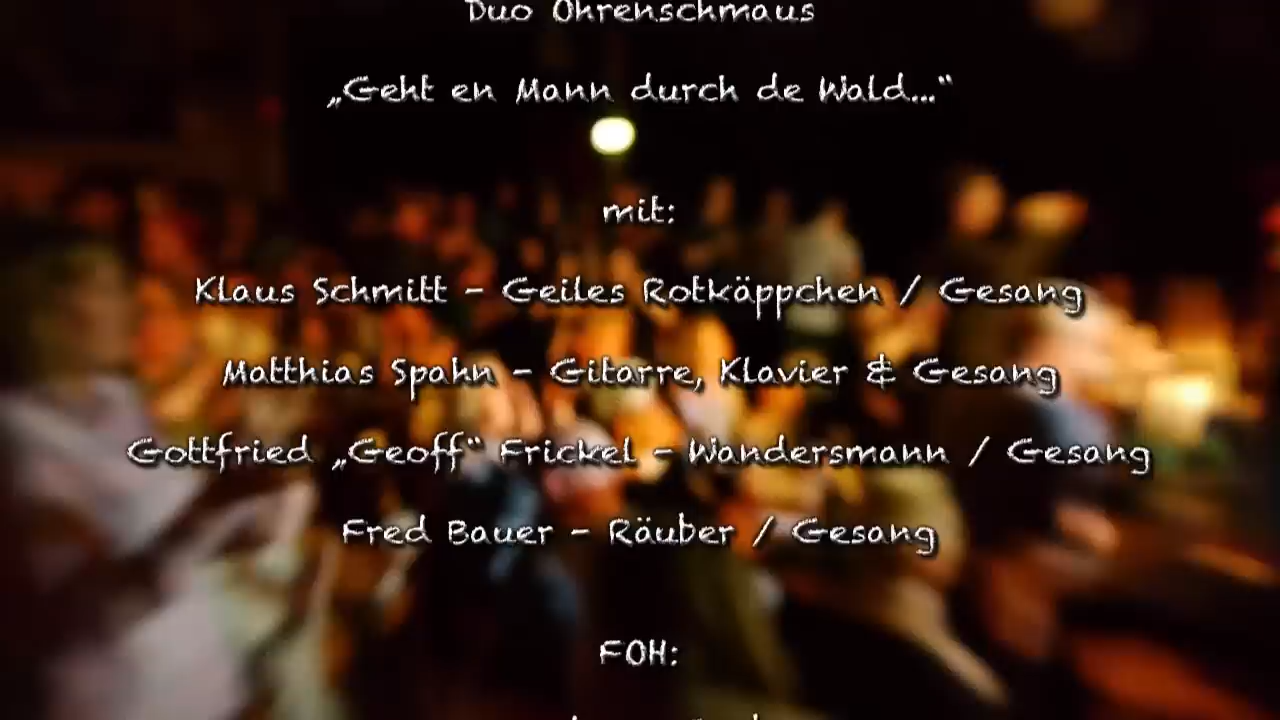 Duo Ohrenschmaus
„Geht en Mann durch de Wald...“
mit:
Klaus Schmitt - Geiles Rotkäppchen / Gesang
Matthias Spahn - Gitarre, Klavier & Gesang
Gottfried „Geoff“ Frickel - Wandersmann / Gesang
Fred Bauer - Räuber / Gesang
FOH: